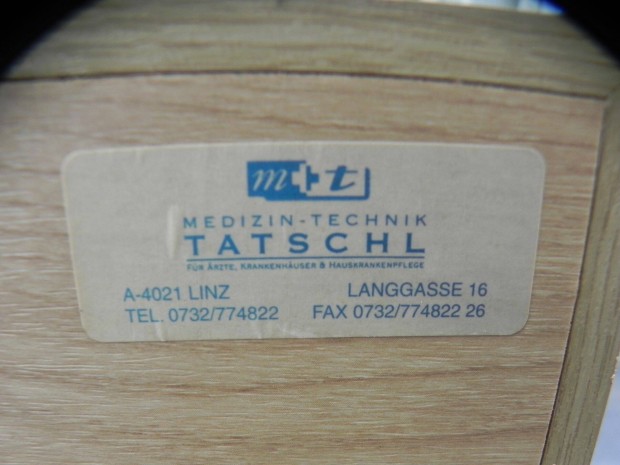 m+t
MEDIZIN-TECHNIK
TATSCHL
FÜR ÄRZTE, KRANKENHÄUSER & HAUSKRANKENPFLEGE
A-4021 LINZ LANGGASSE 16
TEL. 0732/774822 FAX 0732/774822 26